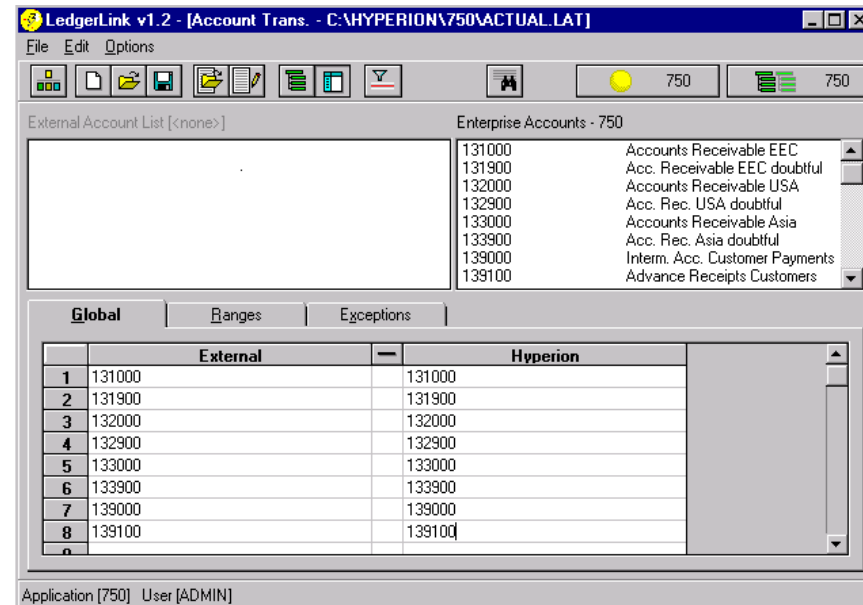 LedgerLink v1.2 - [Account Trans. - C:\HYPERION\750\ACTUAL.LAT]
File Edit Options
750 750
External Account List [<none>] Enterprise Accounts - 750
131000 Accounts Receivable EEC
131900 Acc. Receivable EEC doubtful
132000 Accounts Receivable USA
132900 Acc. Rec. USA doubtful
133000 Accounts Receivable Asia
133900 Acc. Rec. Asia doubtful
139000 Interm. Acc. Customer Payments
139100 Advance Receipts Customers
Global Ranges Exceptions
External — Hyperion
1 131000 131000
2 131900 131900
3 132000 132000
4 132900 132900
5 133000 133000
6 133900 133900
7 139000 139000
8 139100 139100
Application [750] User [ADMIN]